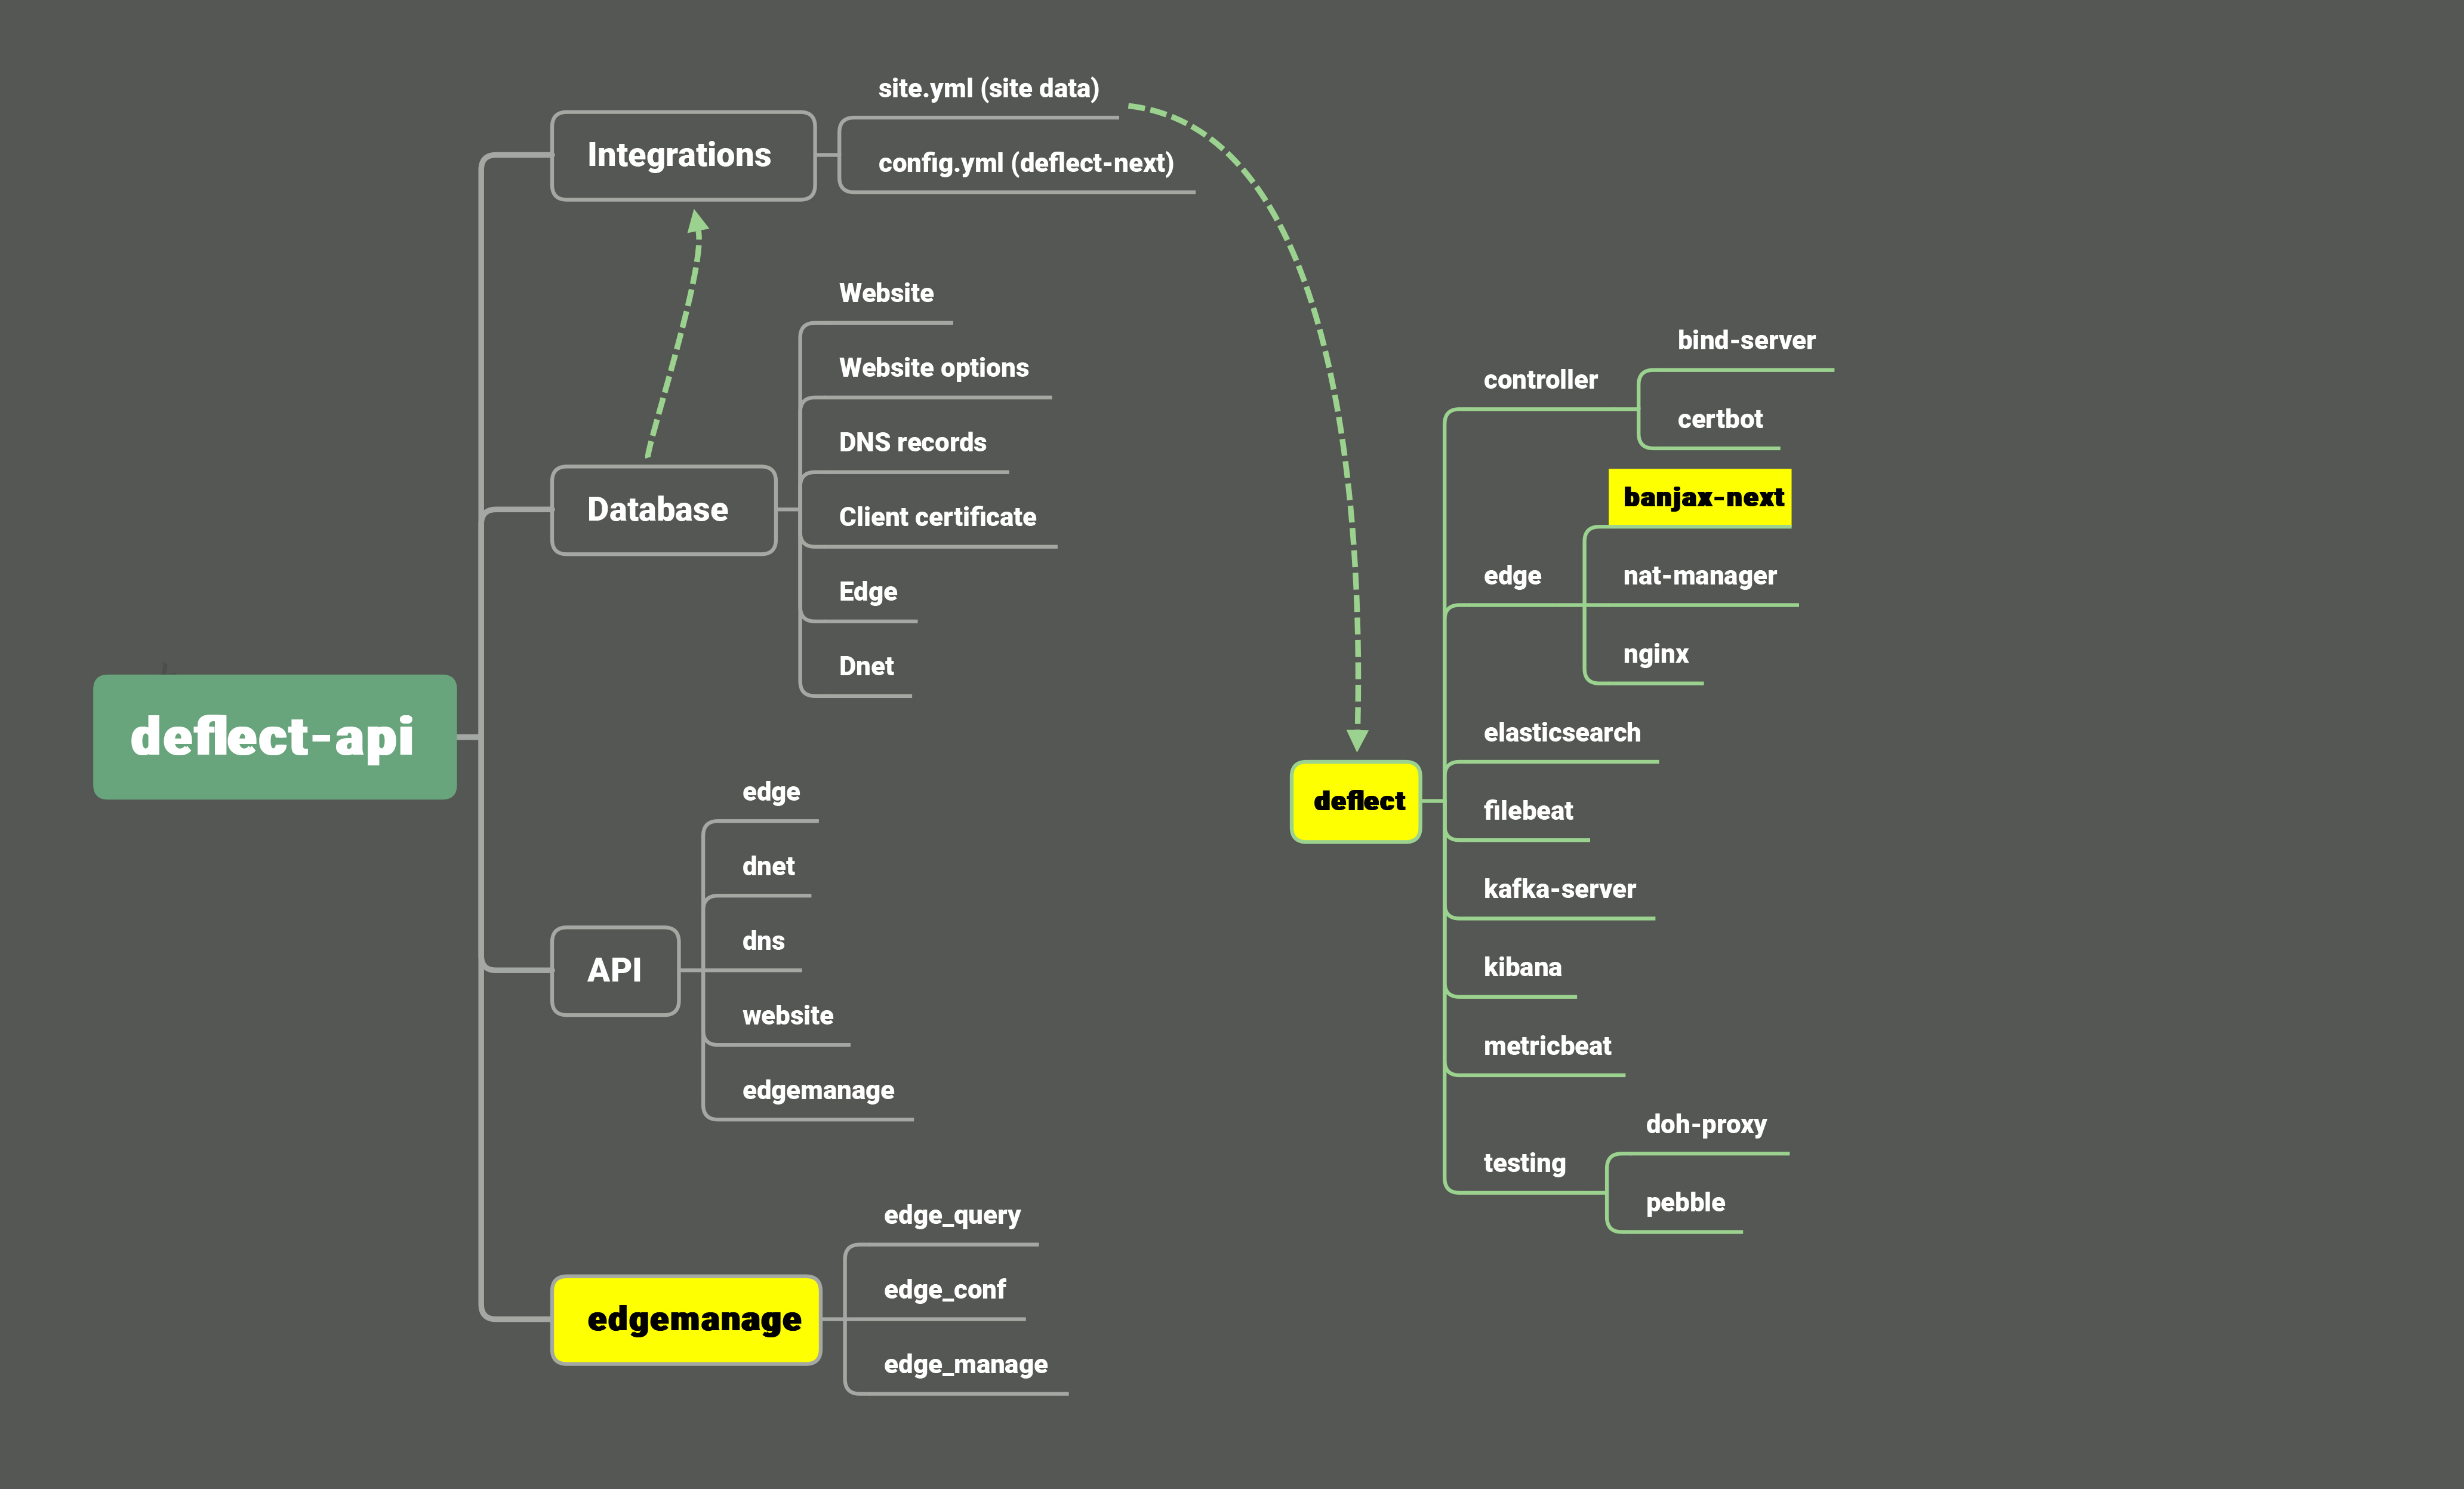 deflect-api
Integrations
site.yml (site data)
config.yml (deflect-next)
Database
Website
Website options
DNS records
Client certificate
Edge
Dnet
API
edge
dnet
dns
website
edgemanage
edgemanage
edge_query
edge_conf
edge_manage
deflect
controller
bind-server
certbot
edge
banjax-next
nat-manager
nginx
elasticsearch
filebeat
kafka-server
kibana
metricbeat
testing
doh-proxy
pebble